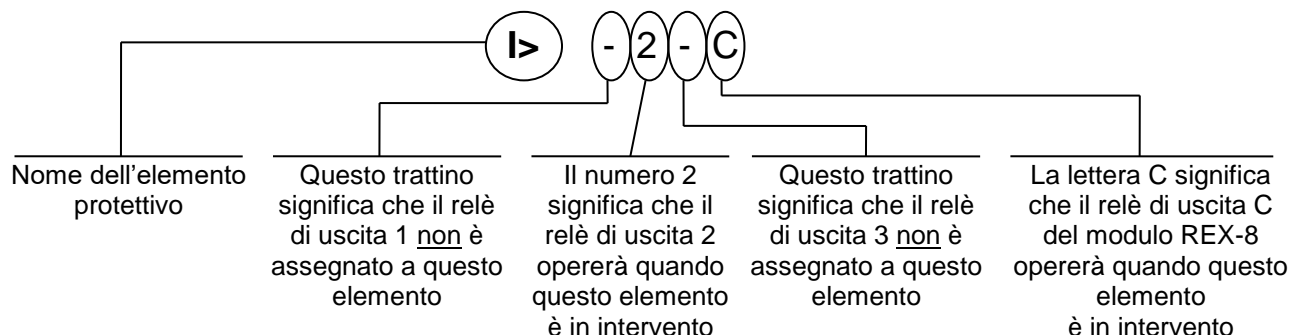 I> - 2 - C
Nome dell'elemento
protettivo
Questo trattino
significa che il relè
di uscita 1 non è
assegnato a questo
elemento
Il numero 2
significa che il
relè di uscita 2
opererà quando
questo elemento
è in intervento
Questo trattino
significa che il relè
di uscita 3 non è
assegnato a questo
elemento
La lettera C significa
che il relè di uscita C
del modulo REX-8
opererà quando questo
elemento
è in intervento